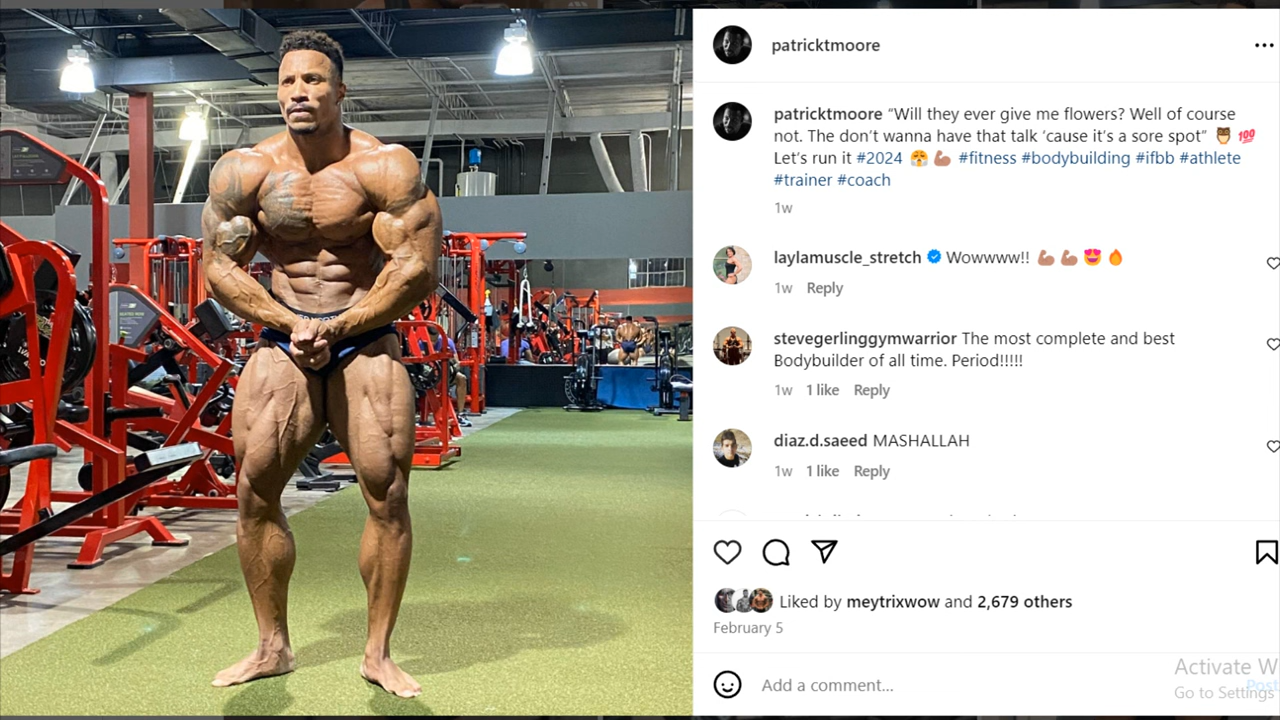 patricktmoore
patricktmoore “Will they ever give me flowers? Well of course
not. The don’t wanna have that talk ‘cause it’s a sore spot” 🦉 💯
Let’s run it #2024 😤 💪🏽 #fitness #bodybuilding #ifbb #athlete
#trainer #coach
1w
laylamuscle_stretch Wowwww!! 💪🏽 💪🏽 😍 🔥
1w Reply
stevegerlinggymwarrior The most complete and best
Bodybuilder of all time. Period!!!!!
1w 1 like Reply
diaz.d.saeed MASHALLAH
1w 1 like Reply
Liked by meytrixwow and 2,679 others
February 5
Add a comment...
Activate W
Post
Go to Settings